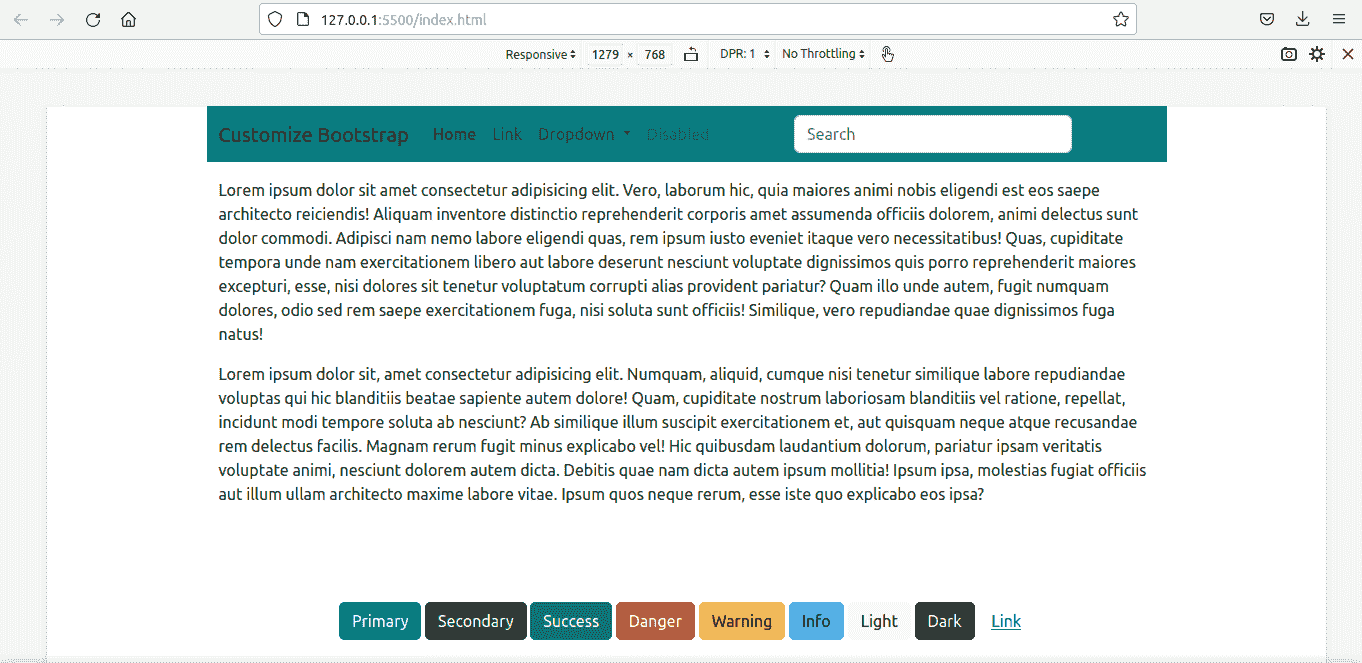 127.0.0.1:5500/index.html
Responsive 1279 × 768 DPR: 1 No Throttling
Customize Bootstrap Home Link Dropdown Disabled Search
Lorem ipsum dolor sit amet consectetur adipisicing elit. Vero, laborum hic, quia maiores animi nobis eligendi est eos saepe
architecto reiciendis! Aliquam inventore distinctio reprehenderit corporis amet assumenda officiis dolorem, animi delectus sunt
dolor commodi. Adipisci nam nemo labore eligendi quas, rem ipsum iusto eveniet itaque vero necessitatibus! Quas, cupiditate
tempora unde nam exercitationem libero aut labore deserunt nesciunt voluptate dignissimos quis porro reprehenderit maiores
excepturi, esse, nisi dolores sit tenetur voluptatum corrupti alias provident pariatur? Quam illo unde autem, fugit numquam
dolores, odio sed rem saepe exercitationem fuga, nisi soluta sunt officiis! Similique, vero repudiandae quae dignissimos fuga
natus!
Lorem ipsum dolor sit, amet consectetur adipisicing elit. Numquam, aliquid, cumque nisi tenetur similique labore repudiandae
voluptas qui hic blanditiis beatae sapiente autem dolore! Quam, cupiditate nostrum laboriosam blanditiis vel ratione, repellat,
incidunt modi tempore soluta ab nesciunt? Ab similique illum suscipit exercitationem et, aut quisquam neque atque recusandae
rem delectus facilis. Magnam rerum fugit minus explicabo vel! Hic quibusdam laudantium dolorum, pariatur ipsam veritatis
voluptate animi, nesciunt dolorem autem dicta. Debitis quae nam dicta autem ipsum mollitia! Ipsum ipsa, molestias fugiat officiis
aut illum ullam architecto maxime labore vitae. Ipsum quos neque rerum, esse iste quo explicabo eos ipsa?
Primary Secondary Success Danger Warning Info Light Dark Link